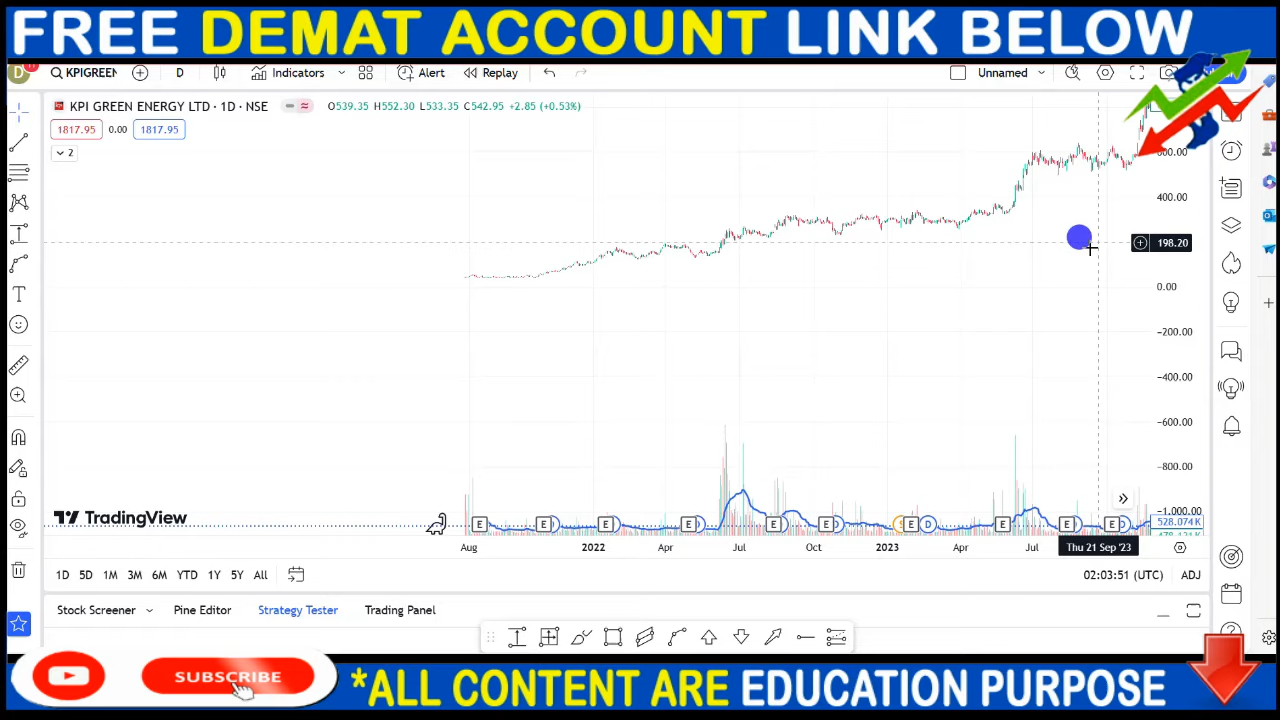 FREE DEMAT ACCOUNT LINK BELOW
D
KPIGREEN
D
Indicators
Alert
Replay
Unnamed
KPI GREEN ENERGY LTD · 1D · NSE
O539.35 H552.30 L533.35 C542.95 +2.85 (+0.53%)
1817.95 0.00 1817.95
2
400.00
198.20
0.00
−200.00
−400.00
−600.00
−800.00
−1000.00
528.074K
TradingView
E E E E E E E D E E E
Aug 2022 Apr Jul Oct 2023 Apr Jul Thu 21 Sep '23
1D 5D 1M 3M 6M YTD 1Y 5Y All
02:03:51 (UTC) ADJ
Stock Screener Pine Editor Strategy Tester Trading Panel
SUBSCRIBE
*ALL CONTENT ARE EDUCATION PURPOSE